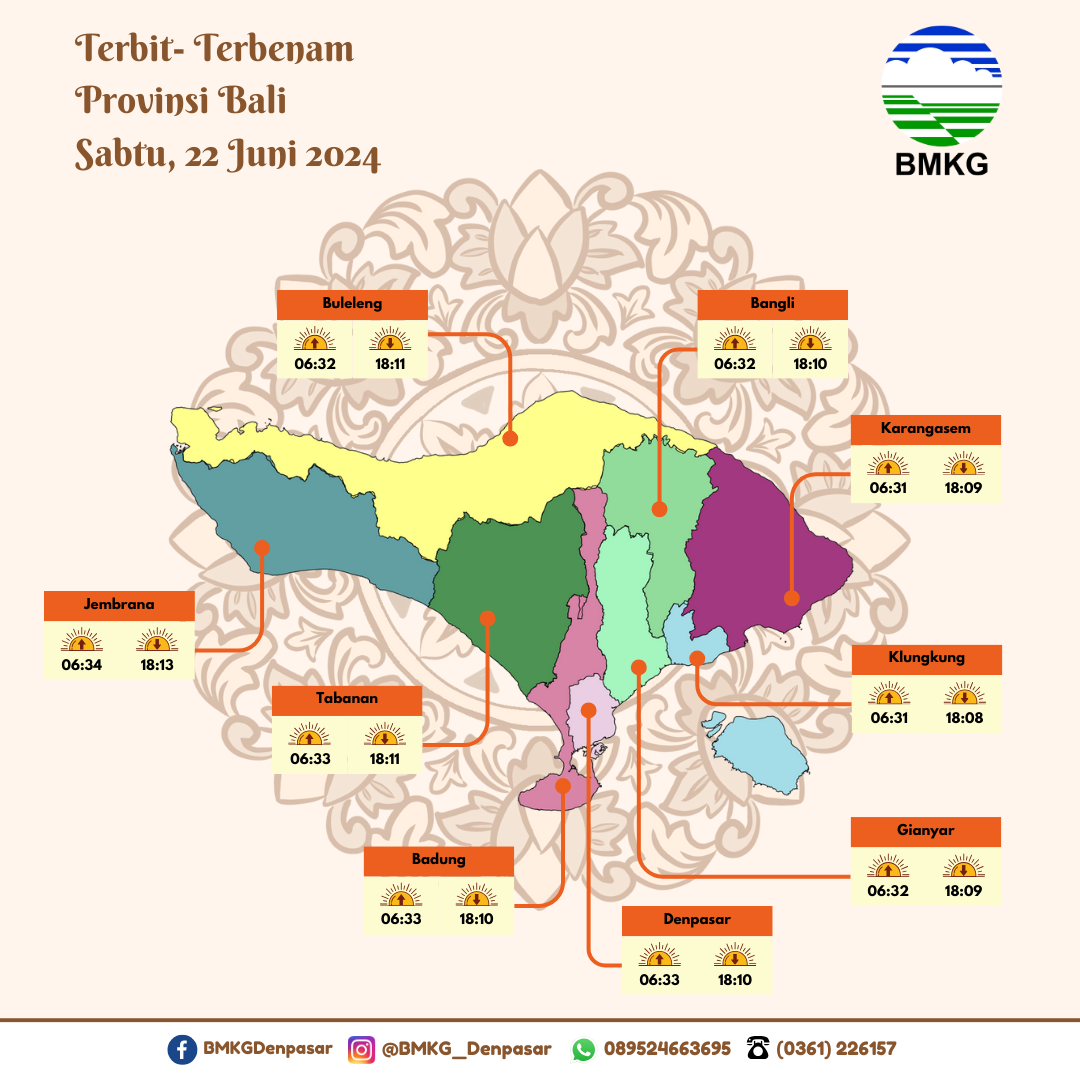 Terbit- Terbenam
Provinsi Bali
Sabtu, 22 Juni 2024
BMKG
Buleleng
06:32 18:11
Bangli
06:32 18:10
Karangasem
06:31 18:09
Jembrana
06:34 18:13
Klungkung
06:31 18:08
Tabanan
06:33 18:11
Gianyar
06:32 18:09
Badung
06:33 18:10
Denpasar
06:33 18:10
BMKGDenpasar @BMKG_Denpasar 089524663695 (0361) 226157